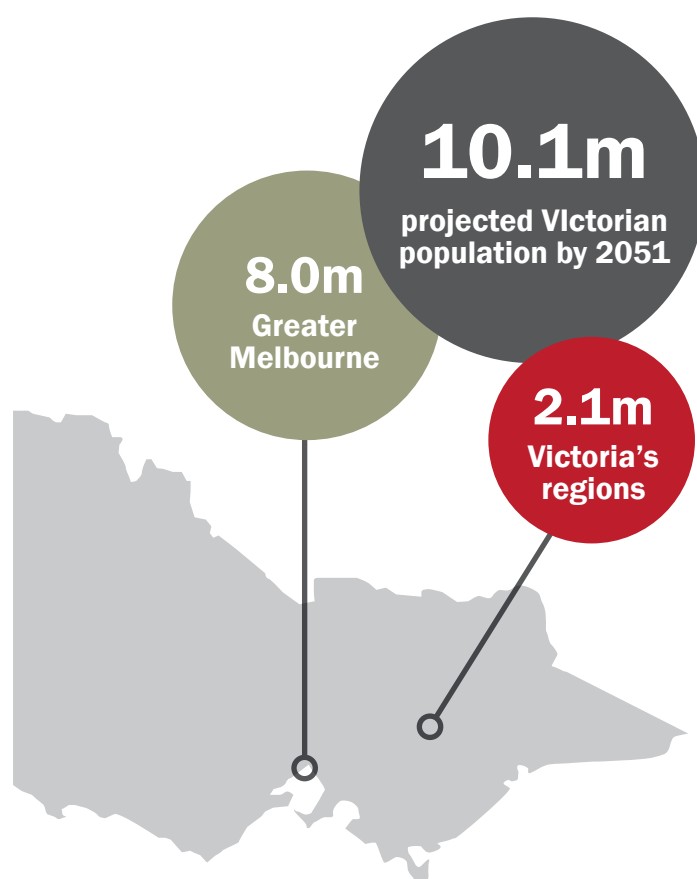 10.1m
projected VIctorian
population by 2051
8.0m
Greater
Melbourne
2.1m
Victoria’s
regions